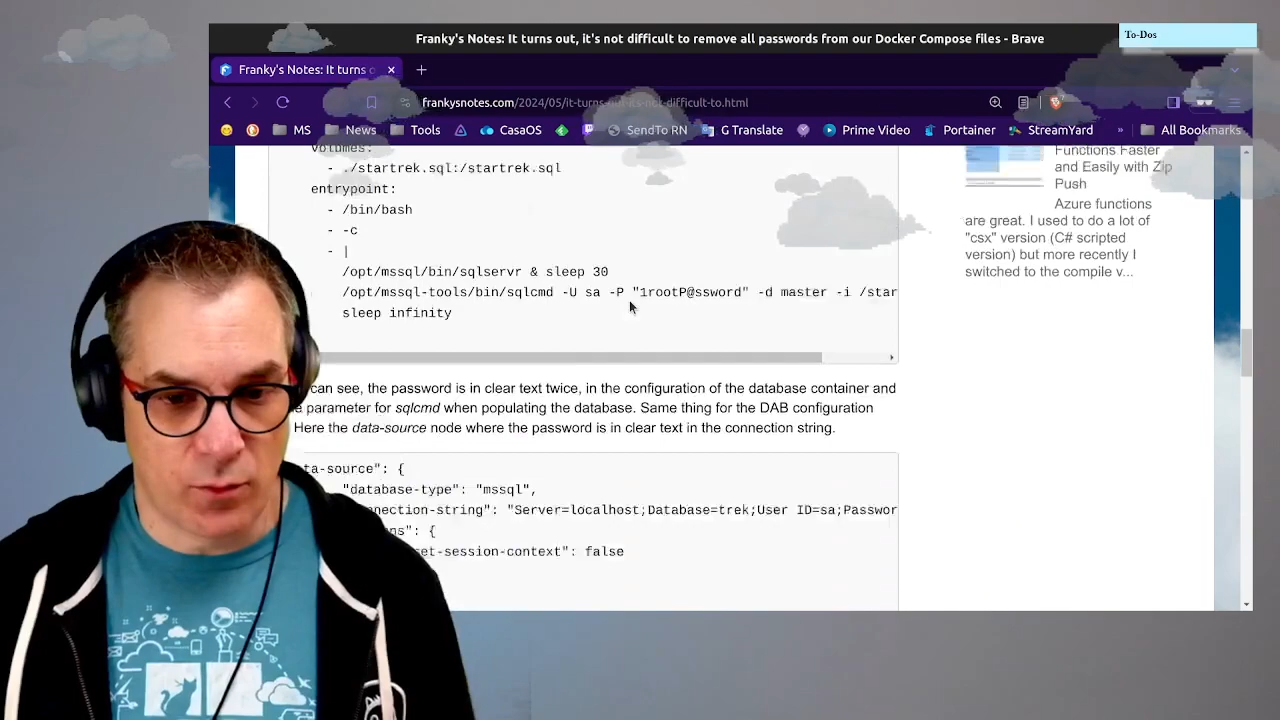 Franky's Notes: It turns out, it's not difficult to remove all passwords from our Docker Compose files - Brave
To-Dos
Franky's Notes: It turns o
frankysnotes.com/2024/05/it-turns-out-its-not-difficult-to.html
MS News Tools CasaOS SendTo RN G Translate Prime Video Portainer StreamYard » All Bookmarks
volumes:
- ./startrek.sql:/startrek.sql
entrypoint:
- /bin/bash
- -c
- |
/opt/mssql/bin/sqlservr & sleep 30
/opt/mssql-tools/bin/sqlcmd -U sa -P "1rootP@ssword" -d master -i /star
sleep infinity
can see, the password is in clear text twice, in the configuration of the database container and
e parameter for sqlcmd when populating the database. Same thing for the DAB configuration
Here the data-source node where the password is in clear text in the connection string.
ta-source": {
"database-type": "mssql",
nnection-string": "Server=localhost;Database=trek;User ID=sa;Passwor
ns": {
et-session-context": false
Functions Faster
and Easily with Zip
Push
Azure functions
are great. I used to do a lot of
"csx" version (C# scripted
version) but more recently I
switched to the compile v...